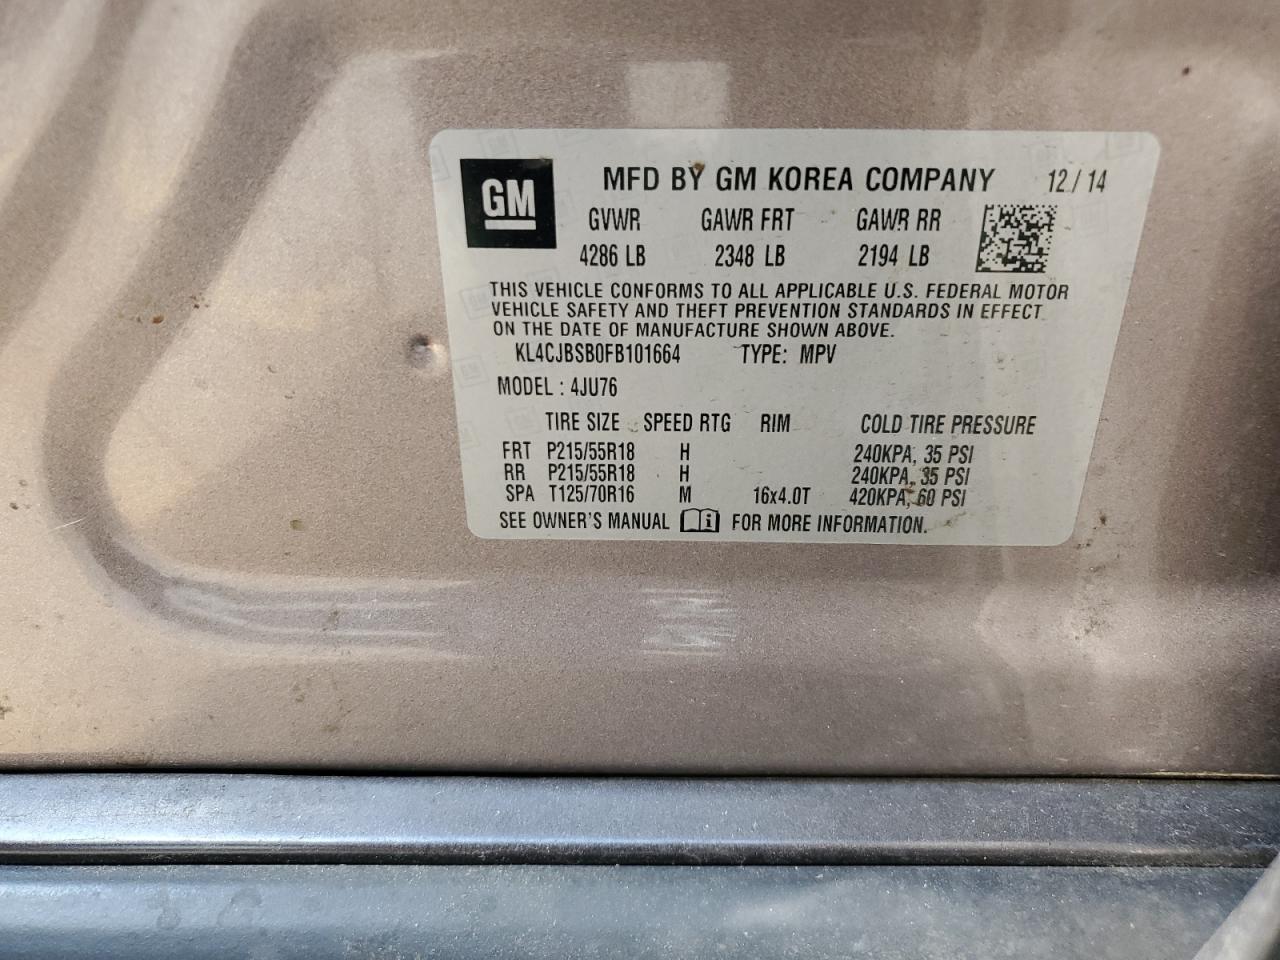 GM
MFD BY GM KOREA COMPANY 12/14
GVWR GAWR FRT GAWR RR
4286 LB 2348 LB 2194 LB
THIS VEHICLE CONFORMS TO ALL APPLICABLE U.S. FEDERAL MOTOR
VEHICLE SAFETY AND THEFT PREVENTION STANDARDS IN EFFECT
ON THE DATE OF MANUFACTURE SHOWN ABOVE.
KL4CJBSB0FB101664 TYPE: MPV
MODEL : 4JU76
TIRE SIZE SPEED RTG RIM COLD TIRE PRESSURE
FRT P215/55R18 H 240KPA, 35 PSI
RR P215/55R18 H 240KPA, 35 PSI
SPA T125/70R16 M 16x4.0T 420KPA, 60 PSI
SEE OWNER'S MANUAL i FOR MORE INFORMATION.